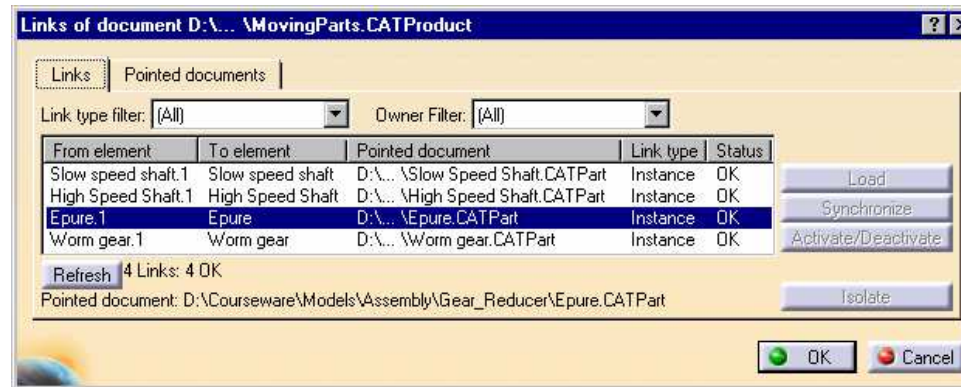 Links of document D:\... \MovingParts.CATProduct ?
Links Pointed documents
Link type filter: (All) Owner Filter: (All)
From element To element Pointed document Link type Status
Slow speed shaft.1 Slow speed shaft D:\... \Slow Speed Shaft.CATPart Instance OK
High Speed Shaft.1 High Speed Shaft D:\... \High Speed Shaft.CATPart Instance OK
Epure.1 Epure D:\... \Epure.CATPart Instance OK
Worm gear.1 Worm gear D:\... \Worm gear.CATPart Instance OK
Load
Synchronize
Activate/Deactivate
Refresh 4 Links: 4 OK
Pointed document: D:\Courseware\Models\Assembly\Gear_Reducer\Epure.CATPart Isolate
OK Cancel